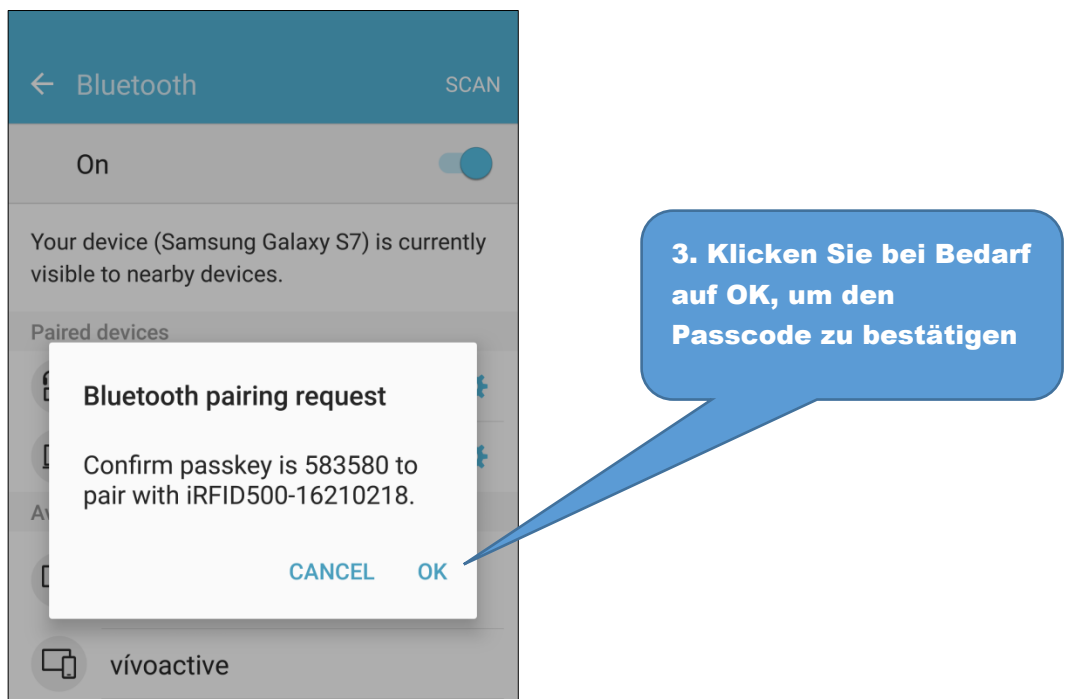 Bluetooth
SCAN
On
Your device (Samsung Galaxy S7) is currently
visible to nearby devices.
Paired devices
Bluetooth pairing request
Confirm passkey is 583580 to
pair with iRFID500-16210218.
CANCEL OK
vívoactive
3. Klicken Sie bei Bedarf
auf OK, um den
Passcode zu bestätigen